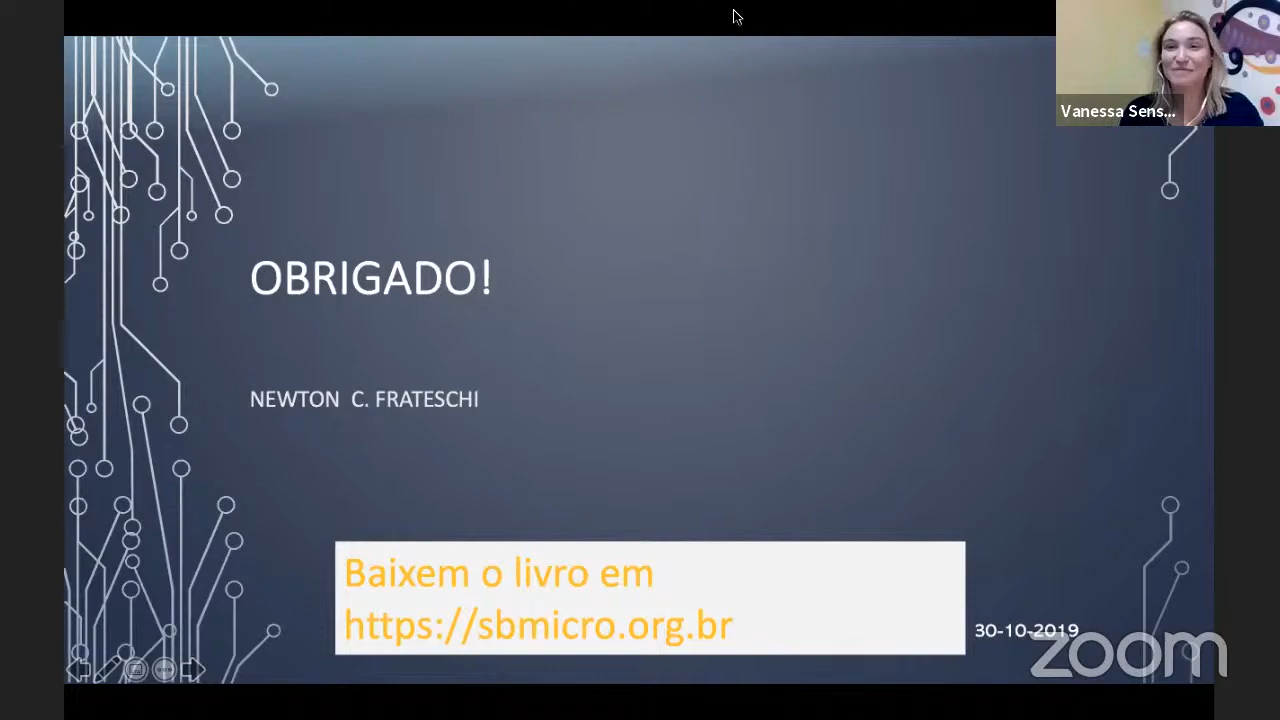 Vanessa Sens...
OBRIGADO!
NEWTON C. FRATESCHI
Baixem o livro em
https://sbmicro.org.br
30-10-2019
zoom